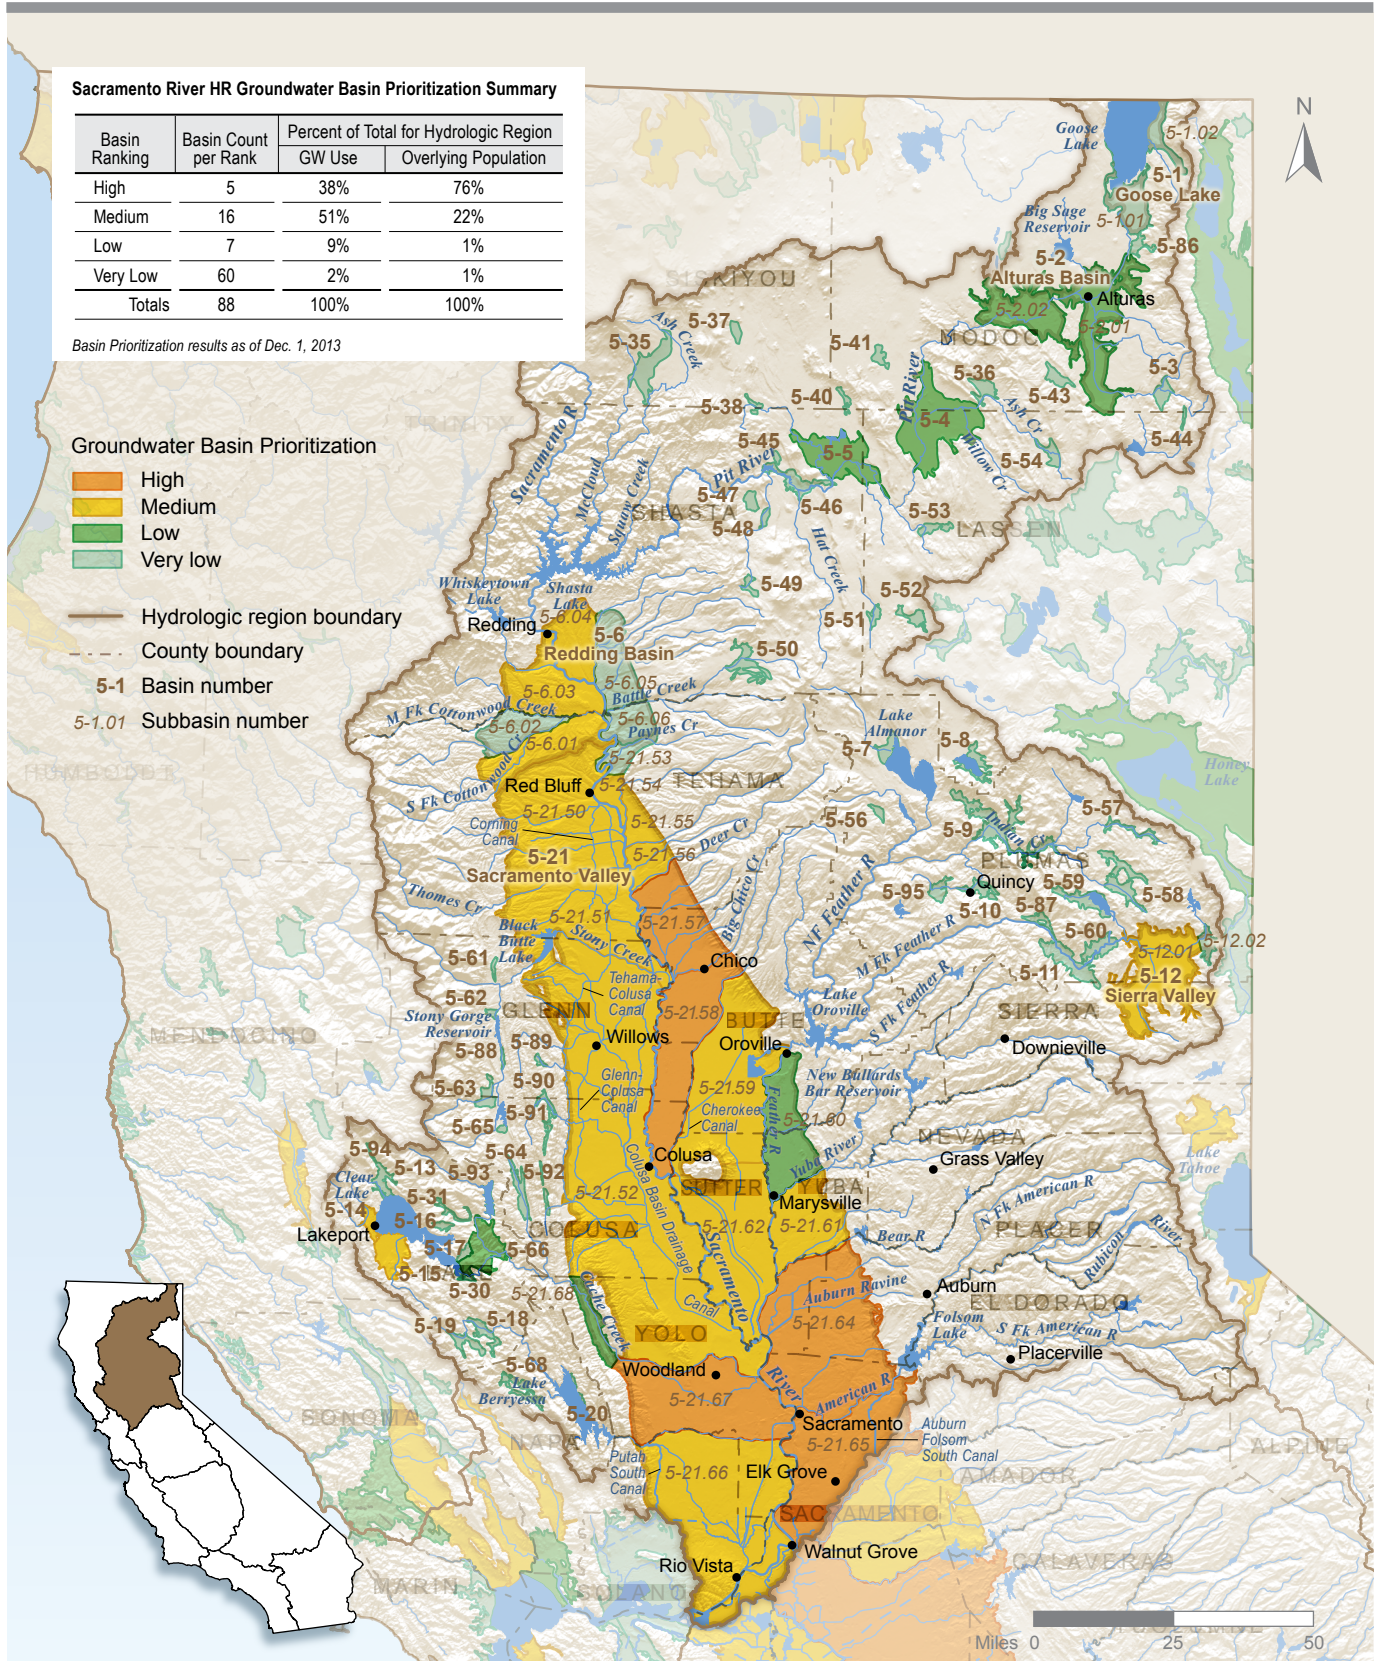 Sacramento River HR Groundwater Basin Prioritization Summary
Basin Ranking
Basin Count per Rank
Percent of Total for Hydrologic Region
GW Use
Overlying Population
High 5 38% 76%
Medium 16 51% 22%
Low 7 9% 1%
Very Low 60 2% 1%
Totals 88 100% 100%
Basin Prioritization results as of Dec. 1, 2013
N
Groundwater Basin Prioritization
High
Medium
Low
Very low
Hydrologic region boundary
County boundary
5-1 Basin number
5-1.01 Subbasin number
Goose Lake
5-1.02
5-1
Goose Lake
5-1.01
Big Sage Reservoir
5-86
5-2
Alturas Basin
Alturas
5-2.02
5-2.01
SISKIYOU
MODOC
5-37
5-35
Ash Creek
5-41
5-36
5-43
5-3
5-38
5-40
Pit River
5-4
Ash Cr
5-44
TRINITY
Sacramento R
McCloud
Squaw Creek
5-45
Pit River
5-5
Willow Cr
5-54
5-47
SHASTA
5-48
5-46
5-53
LASSEN
Hat Creek
Whiskeytown Lake
Shasta Lake
5-49
5-52
5-51
5-6.04
Redding
5-6
Redding Basin
5-50
5-6.03
5-6.05
Battle Creek
M Fk Cottonwood Creek
5-6.02
5-6.06
Paynes Cr
5-6.01
S Fk Cottonwood Cr
5-21.53
Lake Almanor
5-7
5-8
Honey Lake
HUMBOLDT
Red Bluff
5-21.54
TEHAMA
5-21.50
Corning Canal
5-21.55
5-56
5-57
5-9
Indian Cr
5-21
Sacramento Valley
5-21.56
Deer Cr
PLUMAS
Quincy
5-59
5-58
5-95
5-10
5-87
Thomes Cr
5-21.51
5-21.57
Big Chico Cr
NF Feather R
M Fk Feather R
5-60
5-12.01
5-12.02
Black Butte Lake
Stony Creek
5-61
Chico
S Fk Feather R
5-11
5-12
Sierra Valley
Tehama-Colusa Canal
5-62
Stony Gorge Reservoir
GLENN
5-21.58
BUTTE
Lake Oroville
SIERRA
MENDOCINO
Willows
5-88
5-89
Oroville
Downieville
5-63
5-90
Glenn-Colusa Canal
5-21.59
New Bullards Bar Reservoir
Feather R
5-91
Cherokee Canal
5-21.60
5-65
NEVADA
5-94
5-64
Colusa
Yuba River
Grass Valley
Lake Tahoe
5-13
5-93
5-92
Clear Lake
5-31
5-21.52
Colusa Basin Drainage Canal
SUTTER
YUBA
Marysville
N Fk American R
5-14
5-16
Lakeport
COLUSA
5-21.62
5-21.61
PLACER
River
Bear R
5-17
5-66
5-15
LAKE
Rubicon
5-30
5-21.68
Cache Creek
Sacramento
Auburn Ravine
Auburn
EL DORADO
5-21.64
Folsom Lake
S Fk American R
5-19
5-18
YOLO
Placerville
5-68
Woodland
River
American R
Lake Berryessa
5-21.67
Sacramento
5-20
SONOMA
NAPA
Putah South Canal
5-21.66
5-21.65
Auburn Folsom South Canal
ALPINE
Elk Grove
AMADOR
SACRAMENTO
Walnut Grove
Rio Vista
CALAVERAS
MARIN
SOLANO
TUOLUMNE
Miles 0 25 50